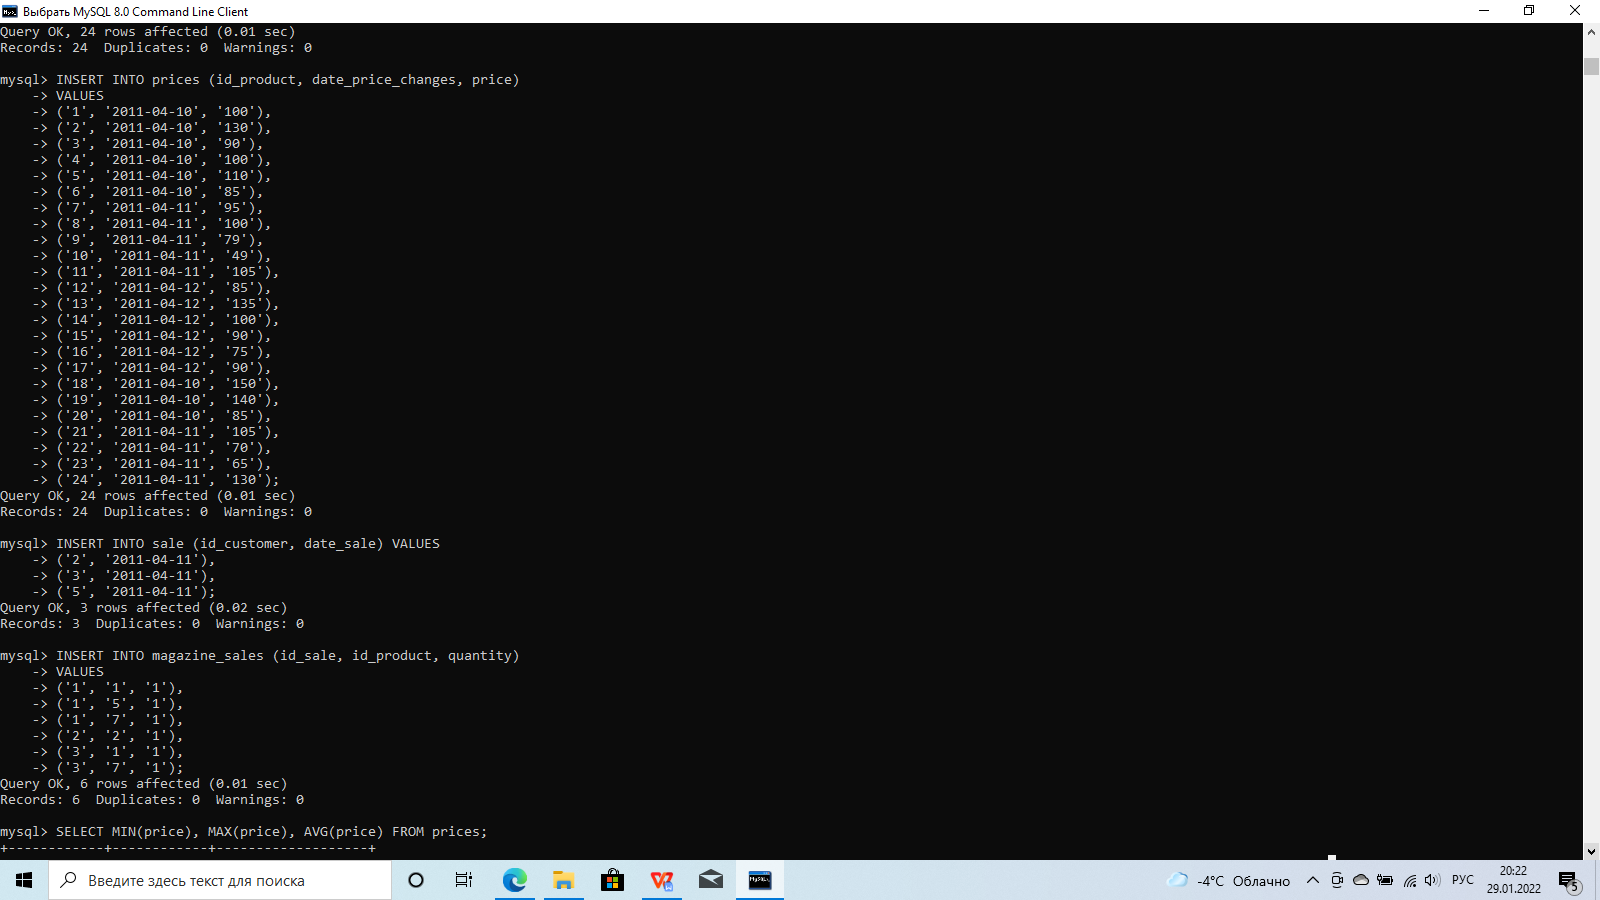 Выбрать MySQL 8.0 Command Line Client
Query OK, 24 rows affected (0.01 sec)
Records: 24  Duplicates: 0  Warnings: 0
mysql> INSERT INTO prices (id_product, date_price_changes, price)
    -> VALUES
    -> ('1', '2011-04-10', '100'),
    -> ('2', '2011-04-10', '130'),
    -> ('3', '2011-04-10', '90'),
    -> ('4', '2011-04-10', '100'),
    -> ('5', '2011-04-10', '110'),
    -> ('6', '2011-04-10', '85'),
    -> ('7', '2011-04-11', '95'),
    -> ('8', '2011-04-11', '100'),
    -> ('9', '2011-04-11', '79'),
    -> ('10', '2011-04-11', '49'),
    -> ('11', '2011-04-11', '105'),
    -> ('12', '2011-04-12', '85'),
    -> ('13', '2011-04-12', '135'),
    -> ('14', '2011-04-12', '100'),
    -> ('15', '2011-04-12', '90'),
    -> ('16', '2011-04-12', '75'),
    -> ('17', '2011-04-12', '90'),
    -> ('18', '2011-04-10', '150'),
    -> ('19', '2011-04-10', '140'),
    -> ('20', '2011-04-10', '85'),
    -> ('21', '2011-04-11', '105'),
    -> ('22', '2011-04-11', '70'),
    -> ('23', '2011-04-11', '65'),
    -> ('24', '2011-04-11', '130');
Query OK, 24 rows affected (0.01 sec)
Records: 24  Duplicates: 0  Warnings: 0
mysql> INSERT INTO sale (id_customer, date_sale) VALUES
    -> ('2', '2011-04-11'),
    -> ('3', '2011-04-11'),
    -> ('5', '2011-04-11');
Query OK, 3 rows affected (0.02 sec)
Records: 3  Duplicates: 0  Warnings: 0
mysql> INSERT INTO magazine_sales (id_sale, id_product, quantity)
    -> VALUES
    -> ('1', '1', '1'),
    -> ('1', '5', '1'),
    -> ('1', '7', '1'),
    -> ('2', '2', '1'),
    -> ('3', '1', '1'),
    -> ('3', '7', '1');
Query OK, 6 rows affected (0.01 sec)
Records: 6  Duplicates: 0  Warnings: 0
mysql> SELECT MIN(price), MAX(price), AVG(price) FROM prices;
+------------+------------+-------------------+
Введите здесь текст для поиска
-4°C Облачно
РУС
20:22
29.01.2022
5